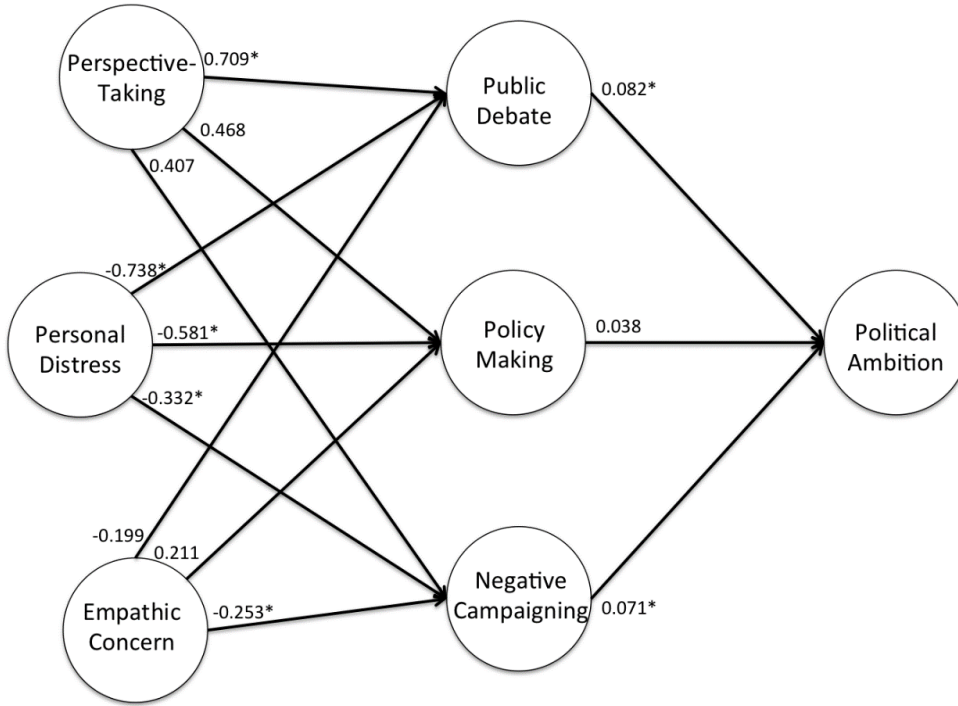 Perspective-
Taking
0.709*
0.468
0.407
Public
Debate
0.082*
Personal
Distress
-0.738*
-0.581*
-0.332*
Policy
Making
0.038
Political
Ambition
Empathic
Concern
-0.199
0.211
-0.253*
Negative
Campaigning
0.071*